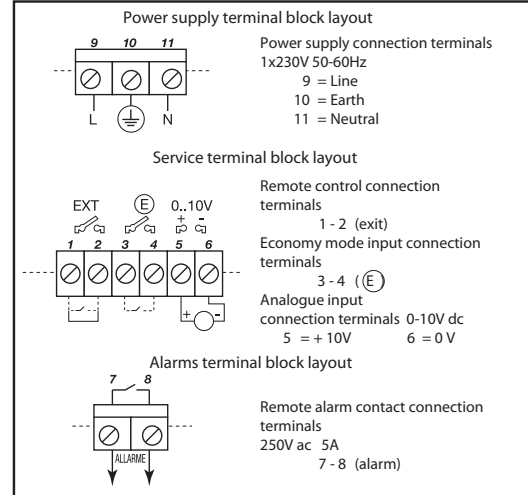 Power supply terminal block layout
9 10 11
L N
Power supply connection terminals
1x230V 50-60Hz
9 = Line
10 = Earth
11 = Neutral
Service terminal block layout
EXT E 0..10V
+ -
1 2 3 4 5 6
+ -
Remote control connection
terminals
1 - 2 (exit)
Economy mode input connection
terminals
3 - 4 ( E )
Analogue input
connection terminals 0-10V dc
5 = + 10V 6 = 0 V
Alarms terminal block layout
7 8
ALLARME
Remote alarm contact connection
terminals
250V ac 5A
7 - 8 (alarm)